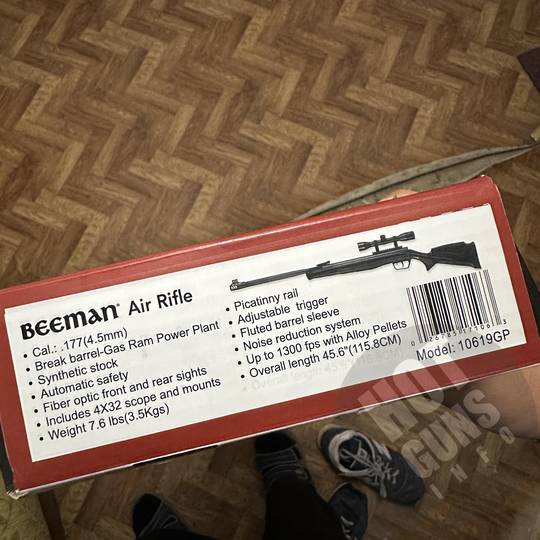 BEEMAN® Air Rifle
• Cal.: .177(4.5mm)
• Break barrel-Gas Ram Power Plant
• Synthetic stock
• Automatic safety
• Fiber optic front and rear sights
• Includes 4X32 scope and mounts
• Weight 7.6 lbs(3.5Kgs)
• Picatinny rail
• Adjustable trigger
• Fluted barrel sleeve
• Noise reduction system
• Up to 1300 fps with Alloy Pellets
• Overall length 45.6"(115.8CM)
Model: 10619GP
HOT
GUNS
INFO